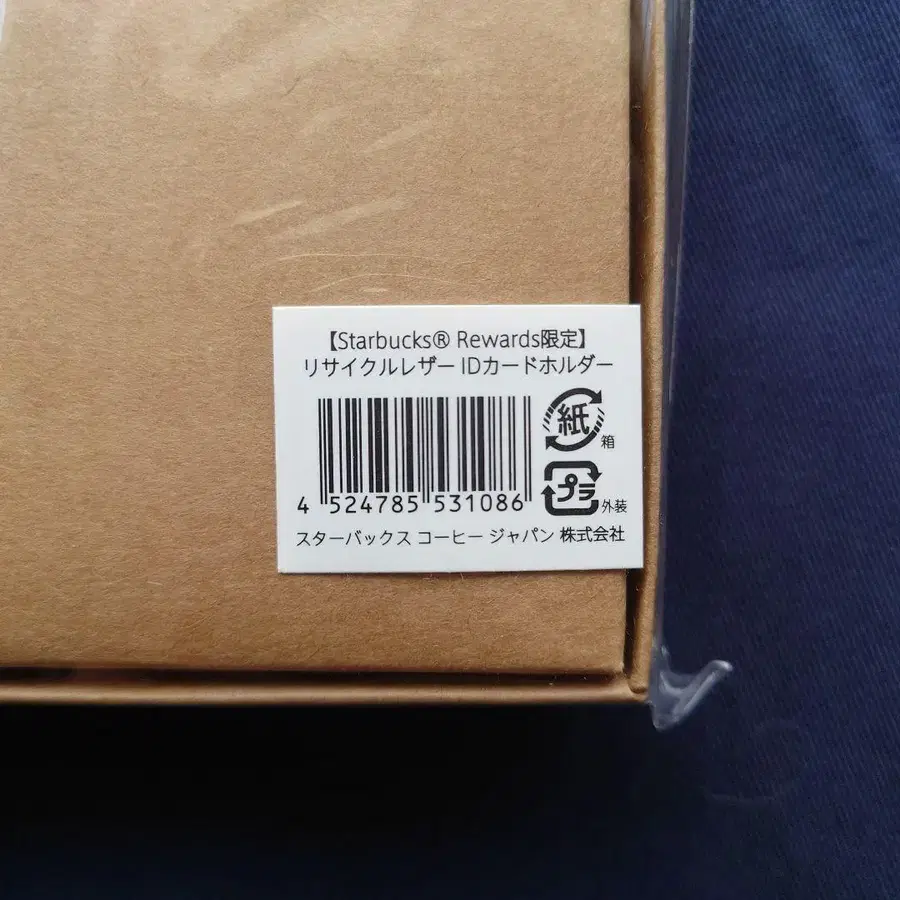 【Starbucks® Rewards限定】
リサイクルレザー IDカードホルダー
紙
箱
4 524785 531086
プラ
外装
スターバックス コーヒー ジャパン 株式会社